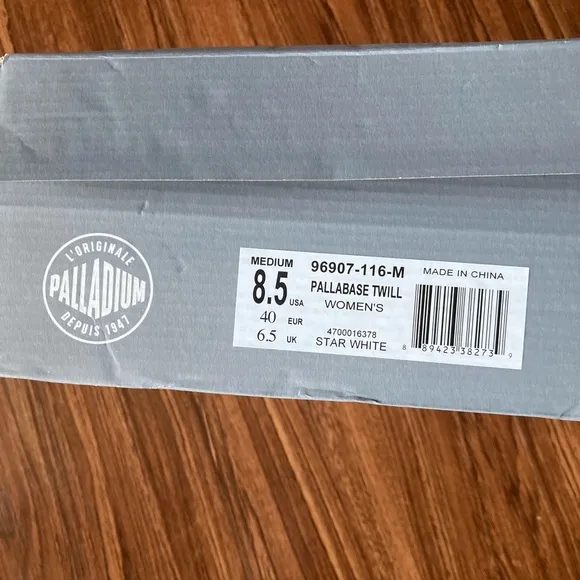 L'ORIGINALE
PALLADIUM
DEPUIS 1947
MEDIUM
8.5 USA
40 EUR
6.5 UK
96907-116-M
PALLABASE TWILL
WOMEN'S
4700016378
STAR WHITE
MADE IN CHINA
8 89423 38273 9